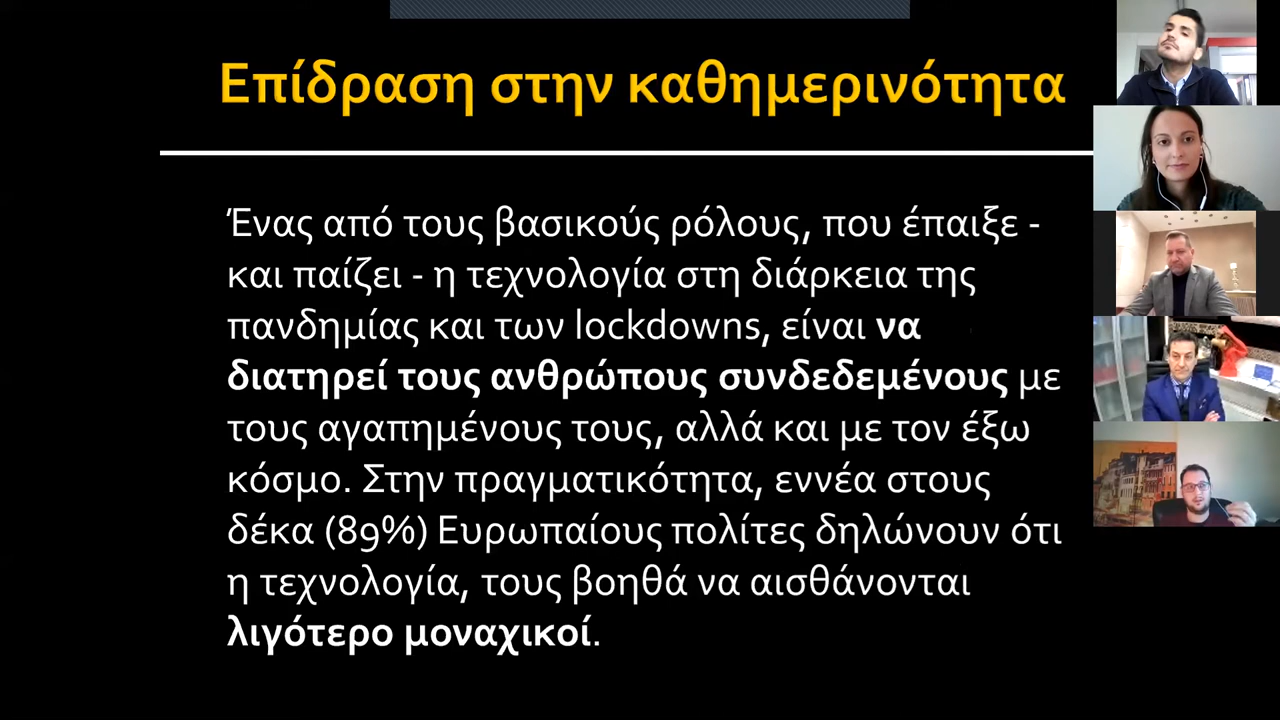 Επίδραση στην καθημερινότητα
Ένας από τους βασικούς ρόλους, που έπαιξε -
και παίζει - η τεχνολογία στη διάρκεια της
πανδημίας και των lockdowns, είναι να
διατηρεί τους ανθρώπους συνδεδεμένους με
τους αγαπημένους τους, αλλά και με τον έξω
κόσμο. Στην πραγματικότητα, εννέα στους
δέκα (89%) Ευρωπαίους πολίτες δηλώνουν ότι
η τεχνολογία, τους βοηθά να αισθάνονται
λιγότερο μοναχικοί.